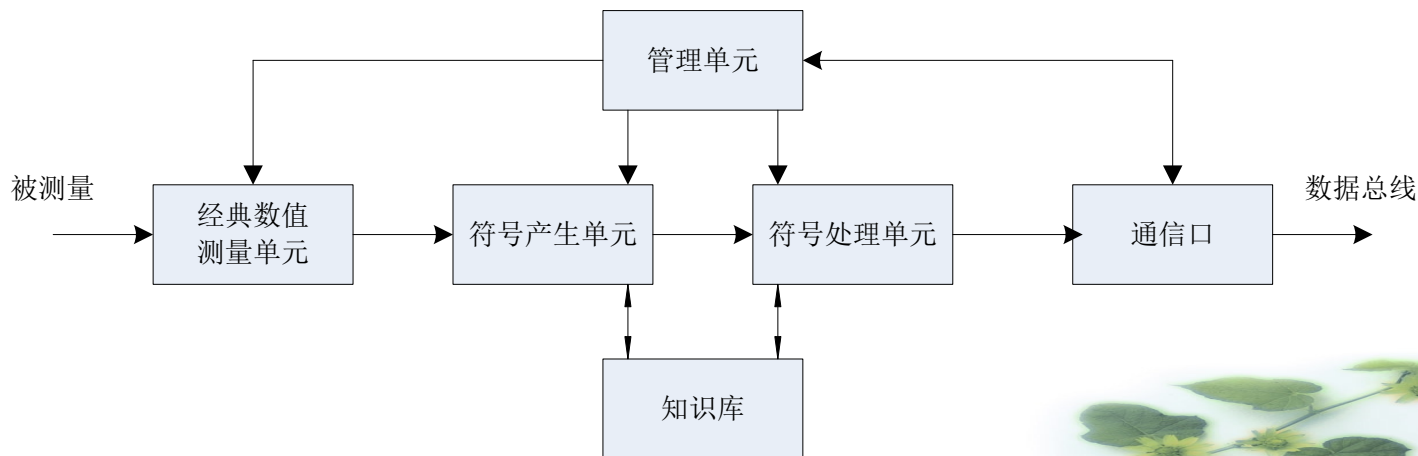 管理单元
被测量
数据总线
经典数值
测量单元
符号产生单元
符号处理单元
通信口
知识库